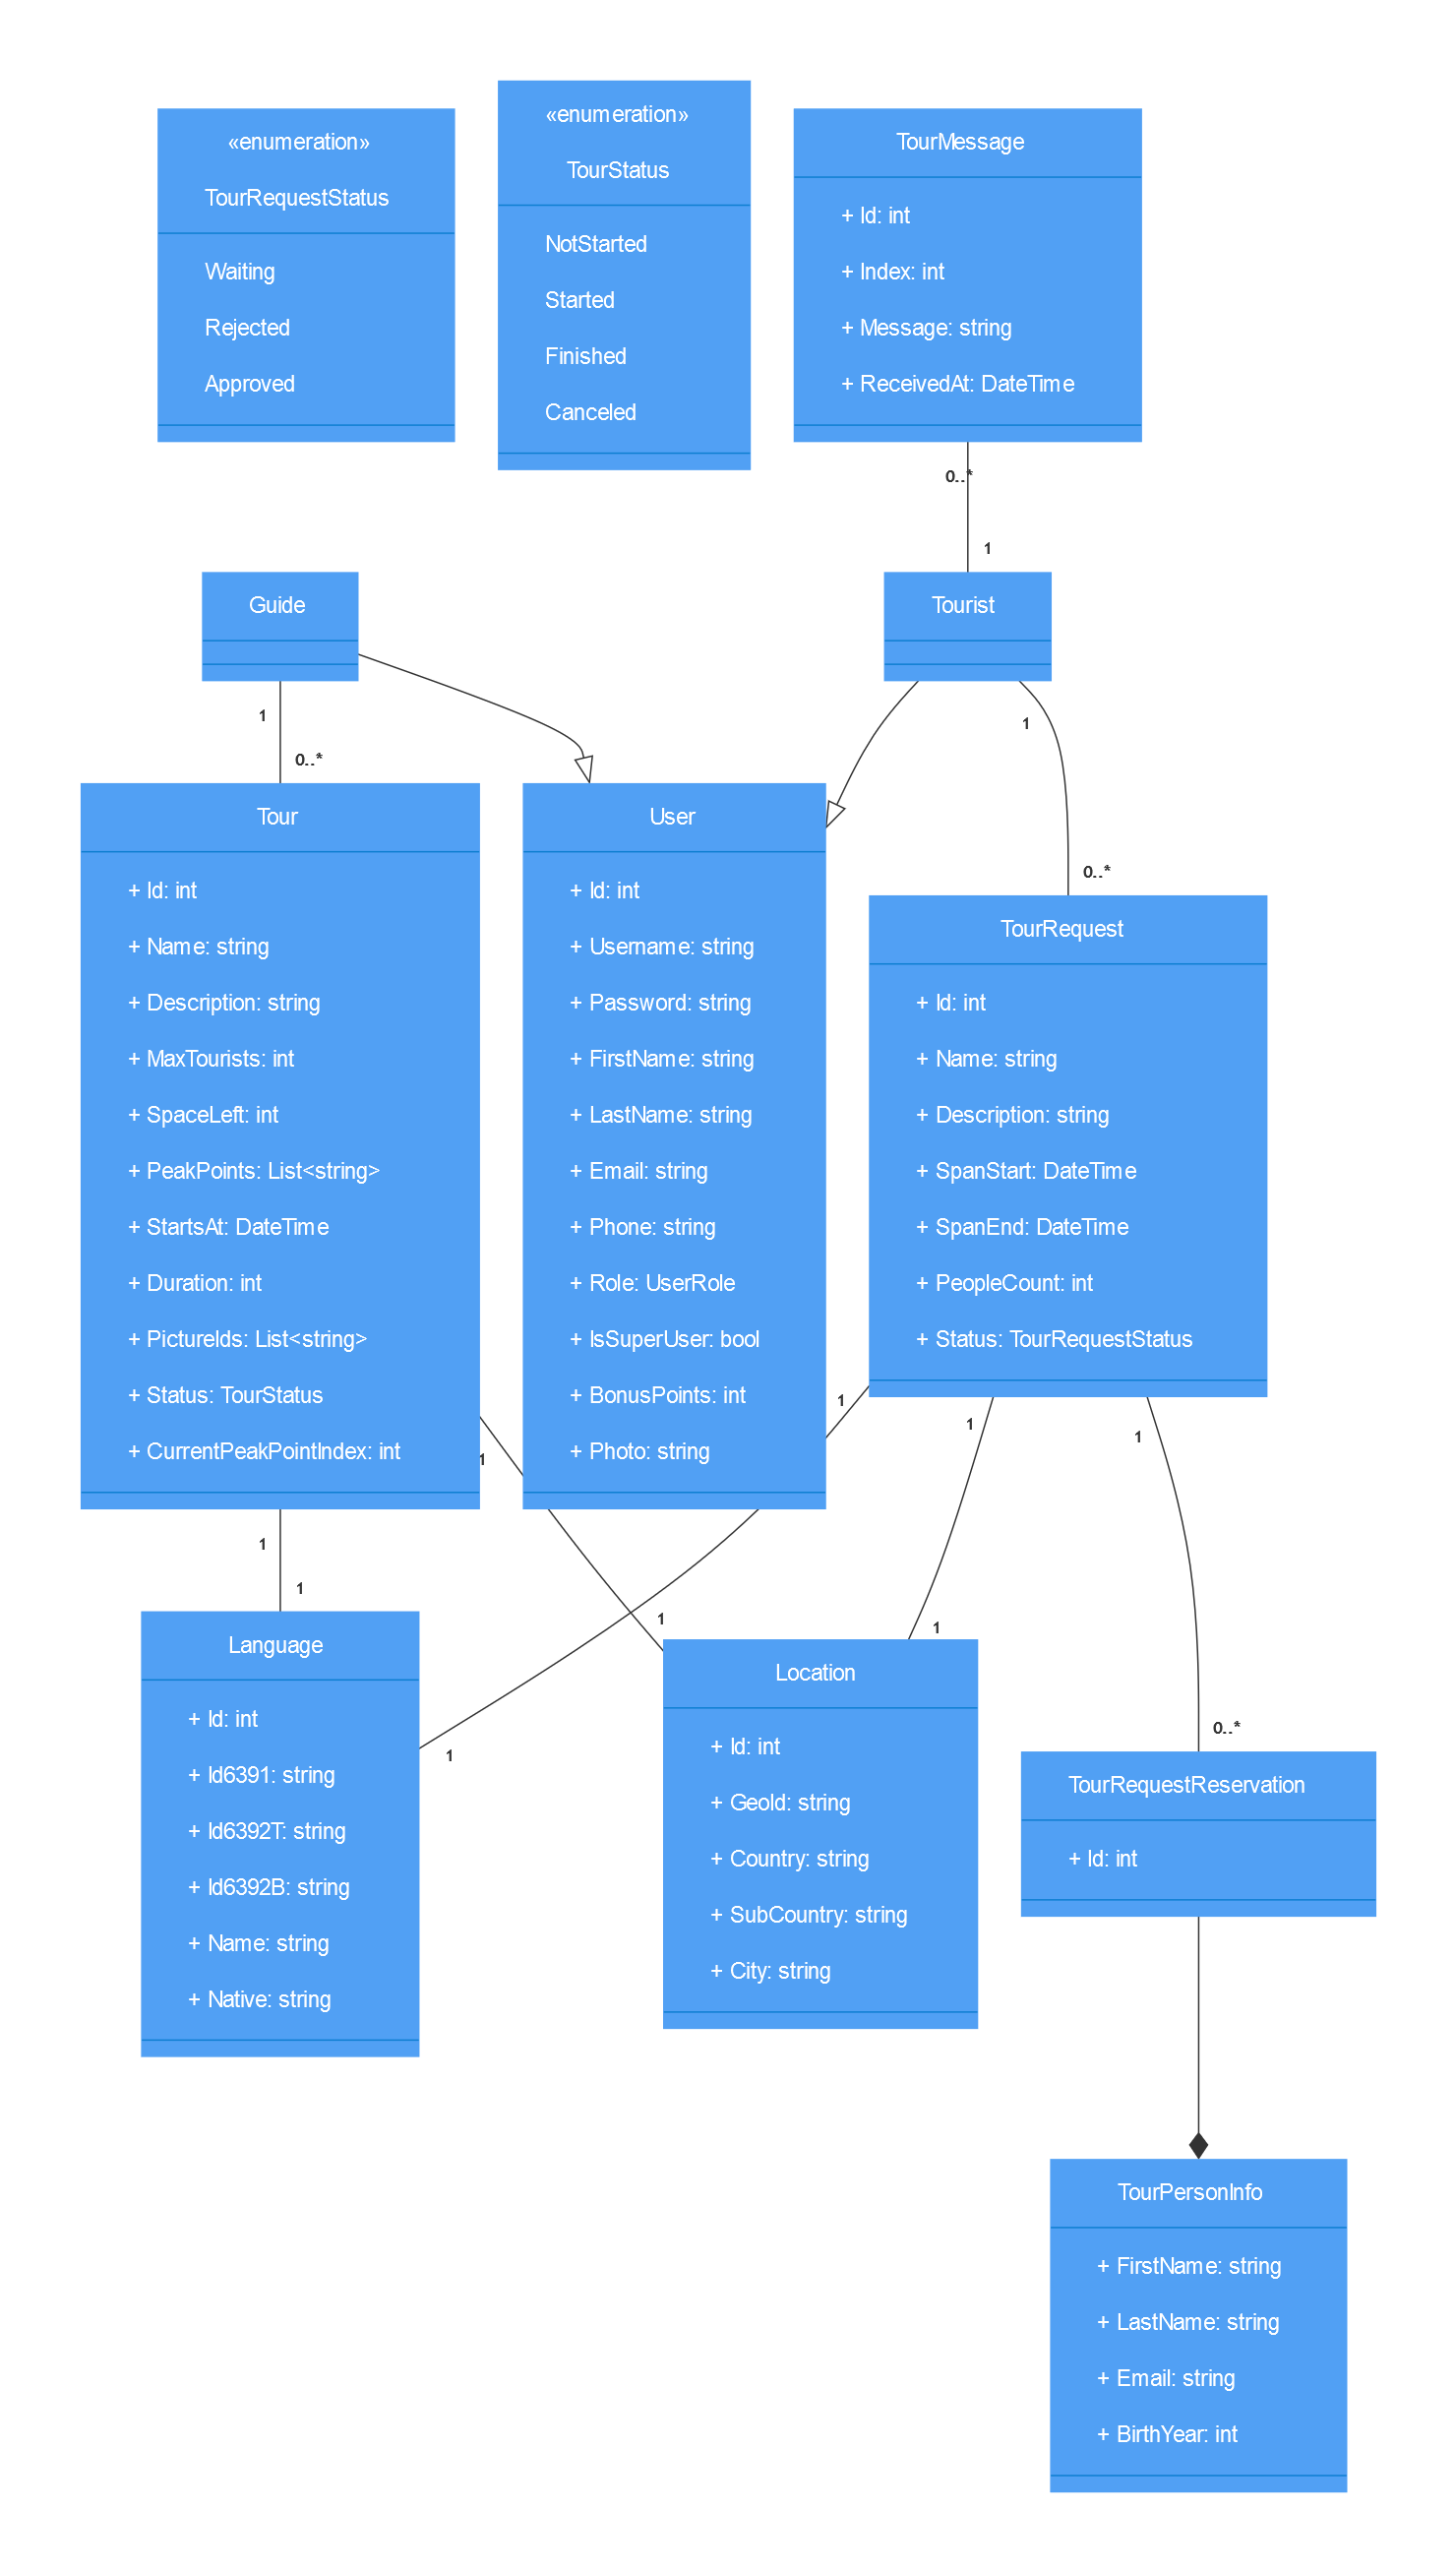 «enumeration»
TourRequestStatus
Waiting
Rejected
Approved
«enumeration»
TourStatus
NotStarted
Started
Finished
Canceled
TourMessage
+ Id: int
+ Index: int
+ Message: string
+ ReceivedAt: DateTime
0..*
1
Guide
Tourist
1
0..*
1
0..*
Tour
+ Id: int
+ Name: string
+ Description: string
+ MaxTourists: int
+ SpaceLeft: int
+ PeakPoints: List<string>
+ StartsAt: DateTime
+ Duration: int
+ PictureIds: List<string>
+ Status: TourStatus
+ CurrentPeakPointIndex: int
User
+ Id: int
+ Username: string
+ Password: string
+ FirstName: string
+ LastName: string
+ Email: string
+ Phone: string
+ Role: UserRole
+ IsSuperUser: bool
+ BonusPoints: int
+ Photo: string
TourRequest
+ Id: int
+ Name: string
+ Description: string
+ SpanStart: DateTime
+ SpanEnd: DateTime
+ PeopleCount: int
+ Status: TourRequestStatus
1
1
1
1
1
1
1
1
1
0..*
Language
+ Id: int
+ Id6391: string
+ Id6392T: string
+ Id6392B: string
+ Name: string
+ Native: string
Location
+ Id: int
+ GeoId: string
+ Country: string
+ SubCountry: string
+ City: string
TourRequestReservation
+ Id: int
TourPersonInfo
+ FirstName: string
+ LastName: string
+ Email: string
+ BirthYear: int